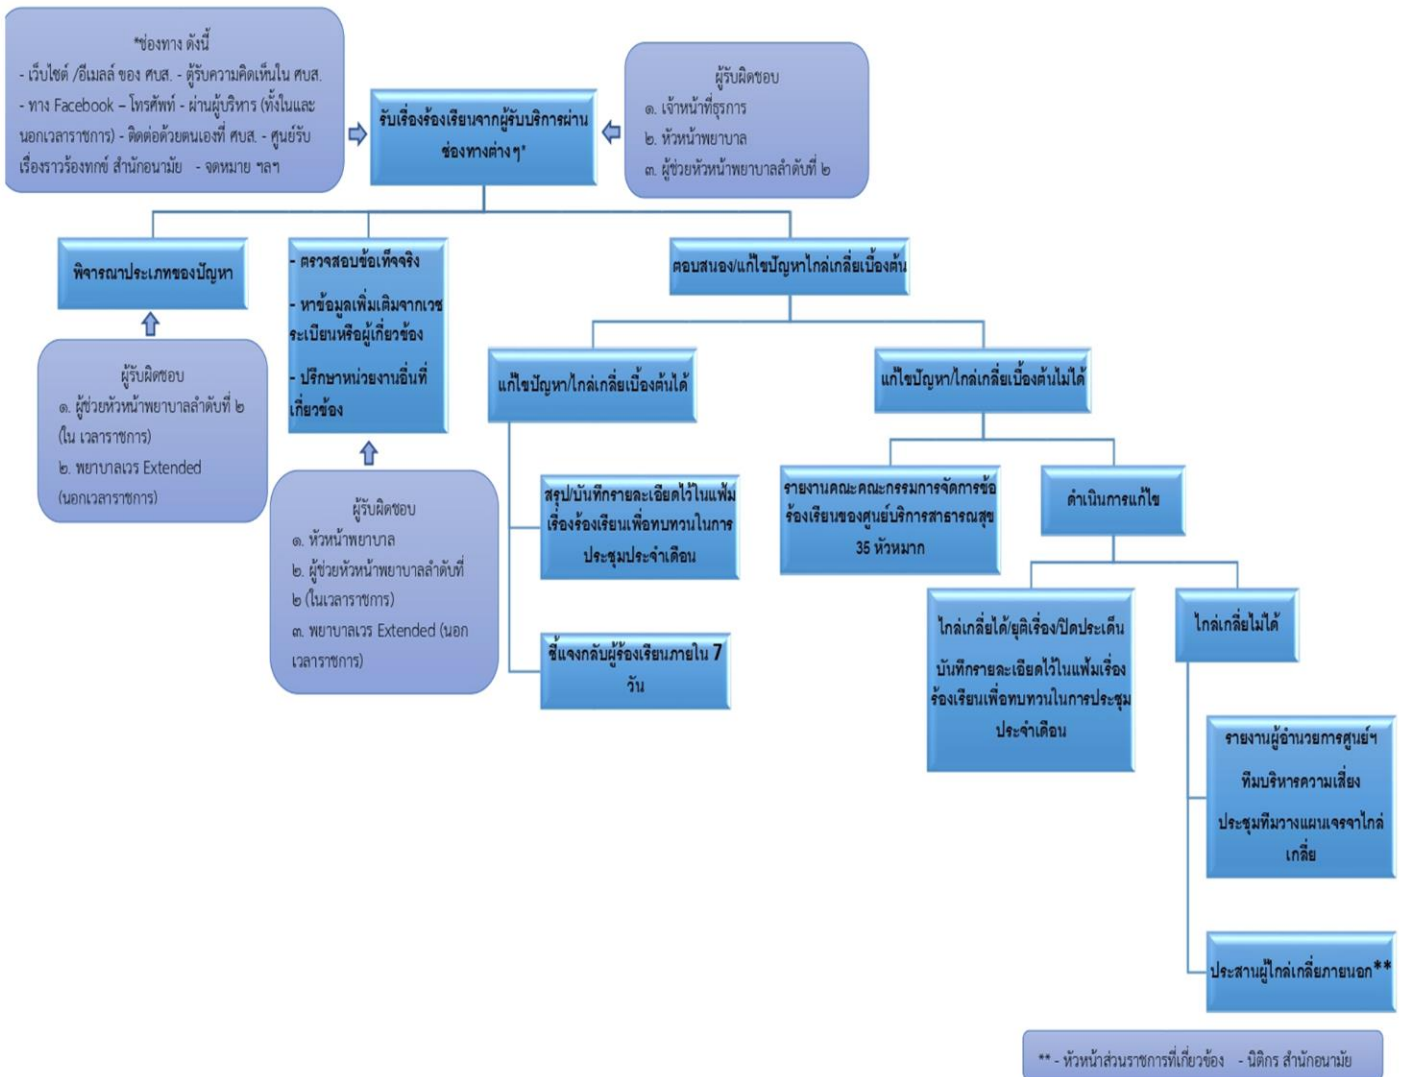 *ช่องทาง ดังนี้
- เว็บไซต์ /อีเมลล์ ของ ศบส. - ตู้รับความคิดเห็นใน ศบส.
- ทาง Facebook – โทรศัพท์ - ผ่านผู้บริหาร (ทั้งในและ
นอกเวลาราชการ) - ติดต่อด้วยตนเองที่ ศบส. - ศูนย์รับ
เรื่องราวร้องทุกข์ สำนักอนามัย - จดหมาย ฯลฯ
รับเรื่องร้องเรียนจากผู้รับบริการผ่าน
ช่องทางต่างๆ*
ผู้รับผิดชอบ
๑. เจ้าหน้าที่ธุรการ
๒. หัวหน้าพยาบาล
๓. ผู้ช่วยหัวหน้าพยาบาลลำดับที่ ๒
พิจารณาประเภทของปัญหา
ผู้รับผิดชอบ
๑. ผู้ช่วยหัวหน้าพยาบาลลำดับที่ ๒
(ใน เวลาราชการ)
๒. พยาบาลเวร Extended
(นอกเวลาราชการ)
- ตรวจสอบข้อเท็จจริง
- หาข้อมูลเพิ่มเติมจากเวช
ระเบียนหรือผู้เกี่ยวข้อง
- ปรึกษาหน่วยงานอื่นที่
เกี่ยวข้อง
ผู้รับผิดชอบ
๑. หัวหน้าพยาบาล
๒. ผู้ช่วยหัวหน้าพยาบาลลำดับที่
๒ (ในเวลาราชการ)
๓. พยาบาลเวร Extended (นอก
เวลาราชการ)
ตอบสนอง/แก้ไขปัญหาไกล่เกลี่ยเบื้องต้น
แก้ไขปัญหา/ไกล่เกลี่ยเบื้องต้นได้
สรุป/บันทึกรายละเอียดไว้ในแฟ้ม
เรื่องร้องเรียนเพื่อทบทวนในการ
ประชุมประจำเดือน
ชี้แจงกลับผู้ร้องเรียนภายใน 7
วัน
แก้ไขปัญหา/ไกล่เกลี่ยเบื้องต้นไม่ได้
รายงานคณะคณะกรรมการจัดการข้อ
ร้องเรียนของศูนย์บริการสาธารณสุข
35 หัวหมาก
ดำเนินการแก้ไข
ไกล่เกลี่ยได้/ยุติเรื่อง/ปิดประเด็น
บันทึกรายละเอียดไว้ในแฟ้มเรื่อง
ร้องเรียนเพื่อทบทวนในการประชุม
ประจำเดือน
ไกล่เกลี่ยไม่ได้
รายงานผู้อำนวยการศูนย์ฯ
ทีมบริหารความเสี่ยง
ประชุมทีมวางแผนเจรจาไกล่
เกลี่ย
ประสานผู้ไกล่เกลี่ยภายนอก**
** - หัวหน้าส่วนราชการที่เกี่ยวข้อง - นิติกร สำนักอนามัย